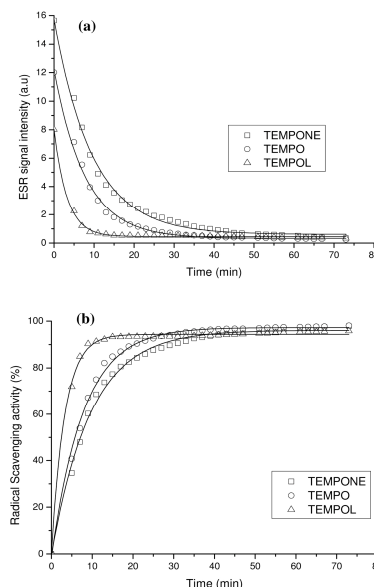 (a)
16
14
12
10
8
6
4
2
0
ESR signal intensity (a.u)
TEMPONE
TEMPO
TEMPOL
0 10 20 30 40 50 60 70 80
Time (min)
(b)
100
80
60
40
20
0
Radical Scavenging activity (%)
TEMPONE
TEMPO
TEMPOL
0 10 20 30 40 50 60 70 80
Time (min)